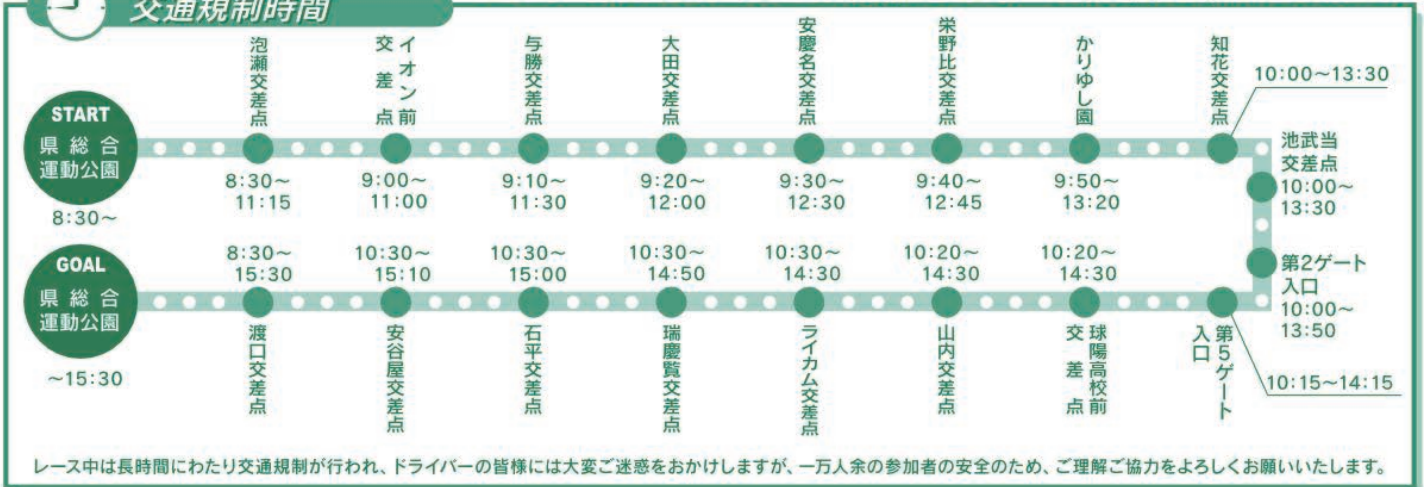 交通規制時間
START
県総合
運動公園
8:30～
泡瀬交差点
8:30～
11:15
イオン前
交差点
9:00～
11:00
与勝交差点
9:10～
11:30
大田交差点
9:20～
12:00
安慶名交差点
9:30～
12:30
栄野比交差点
9:40～
12:45
かりゆし園
9:50～
13:20
知花交差点
10:00～13:30
池武当
交差点
10:00～
13:30
第2ゲート
入口
10:00～
13:50
第5ゲート
入口
10:15～14:15
10:20～
14:30
球陽高校前
交差点
10:20～
14:30
山内交差点
10:30～
14:30
ライカム交差点
10:30～
14:50
瑞慶覧交差点
10:30～
15:00
石平交差点
10:30～
15:10
安谷屋交差点
8:30～
15:30
渡口交差点
GOAL
県総合
運動公園
～15:30
レース中は長時間にわたり交通規制が行われ、ドライバーの皆様には大変ご迷惑をおかけしますが、一万人余の参加者の安全のため、ご理解ご協力をよろしくお願いいたします。